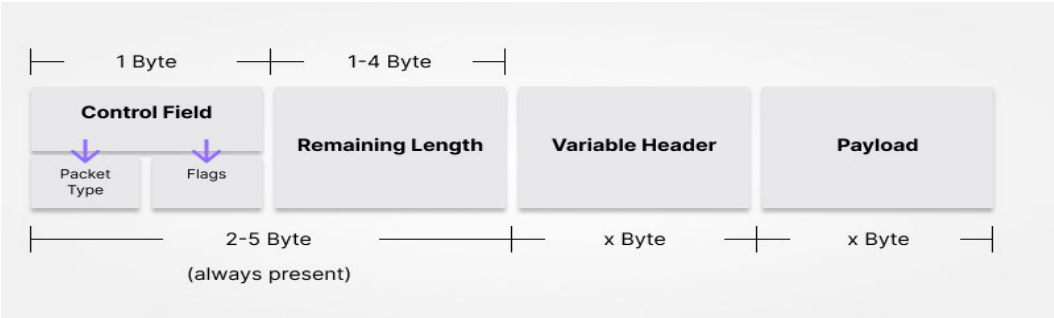 1 Byte
1-4 Byte
Control Field
Packet
Type
Flags
Remaining Length
Variable Header
Payload
2-5 Byte
x Byte
x Byte
(always present)